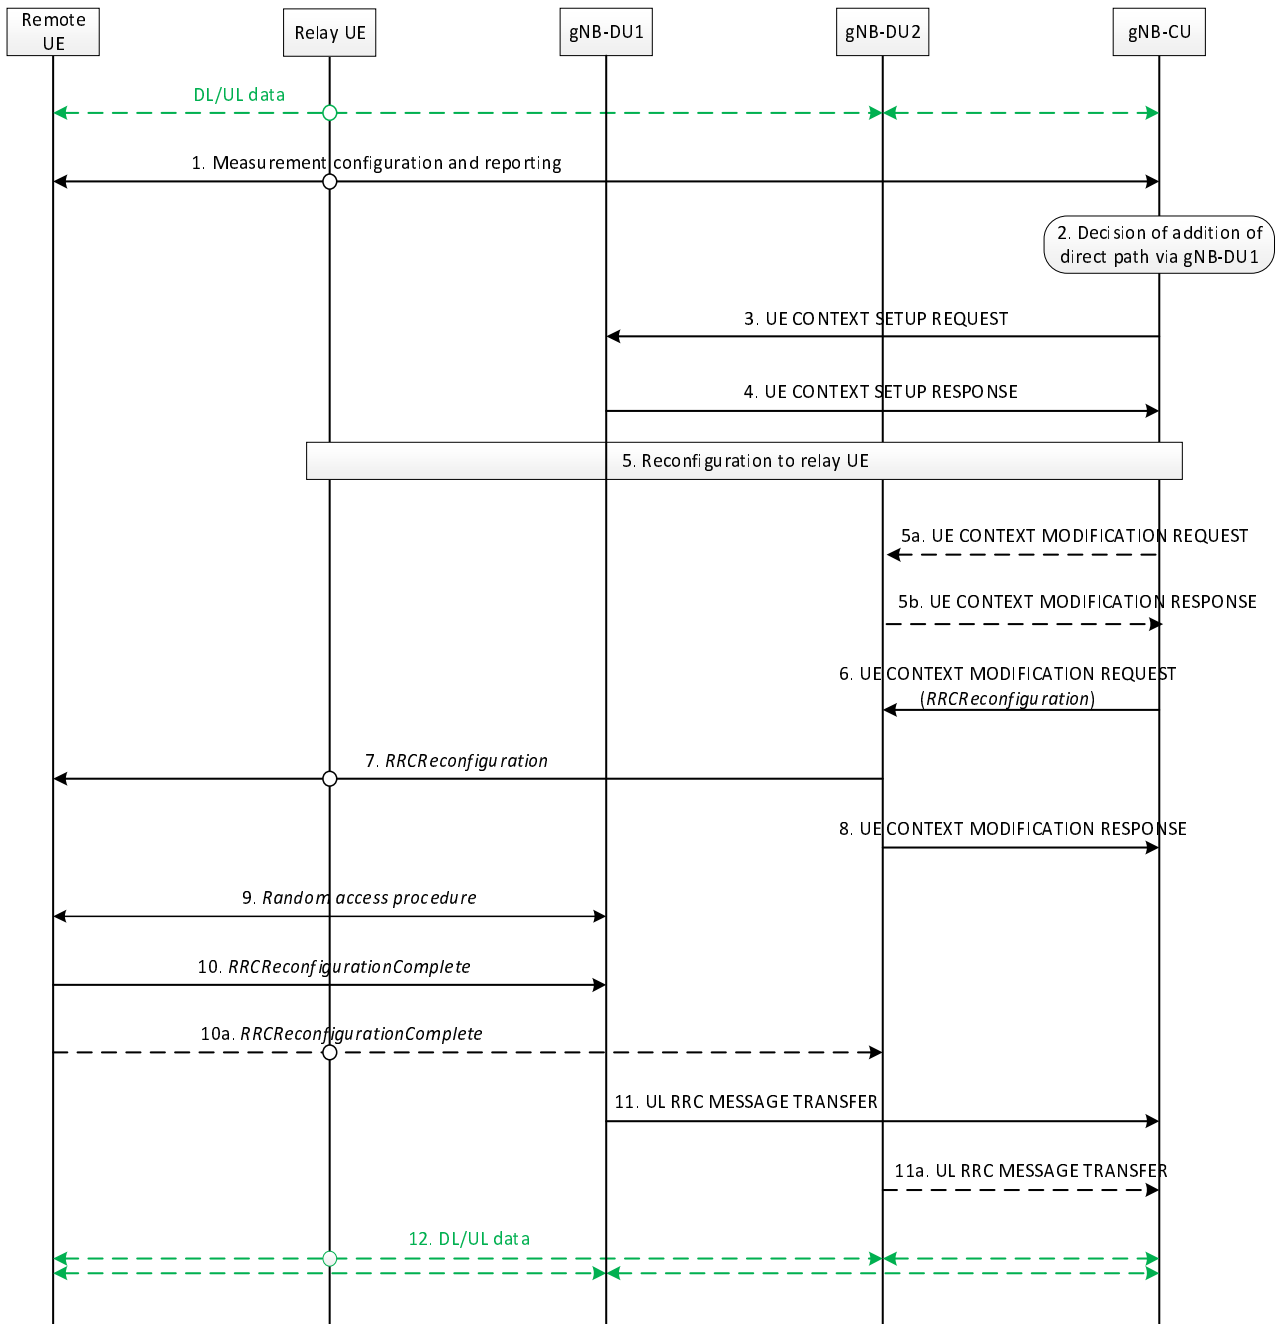 Remote
UE
Relay UE
gNB-DU1
gNB-DU2
gNB-CU
DL/UL data
1. Measurement configuration and reporting
2. Decision of addition of
direct path via gNB-DU1
3. UE CONTEXT SETUP REQUEST
4. UE CONTEXT SETUP RESPONSE
5. Reconfiguration to relay UE
5a. UE CONTEXT MODIFICATION REQUEST
5b. UE CONTEXT MODIFICATION RESPONSE
6. UE CONTEXT MODIFICATION REQUEST
(RRCReconfiguration)
7. RRCReconfiguration
8. UE CONTEXT MODIFICATION RESPONSE
9. Random access procedure
10. RRCReconfigurationComplete
10a. RRCReconfigurationComplete
11. UL RRC MESSAGE TRANSFER
11a. UL RRC MESSAGE TRANSFER
12. DL/UL data